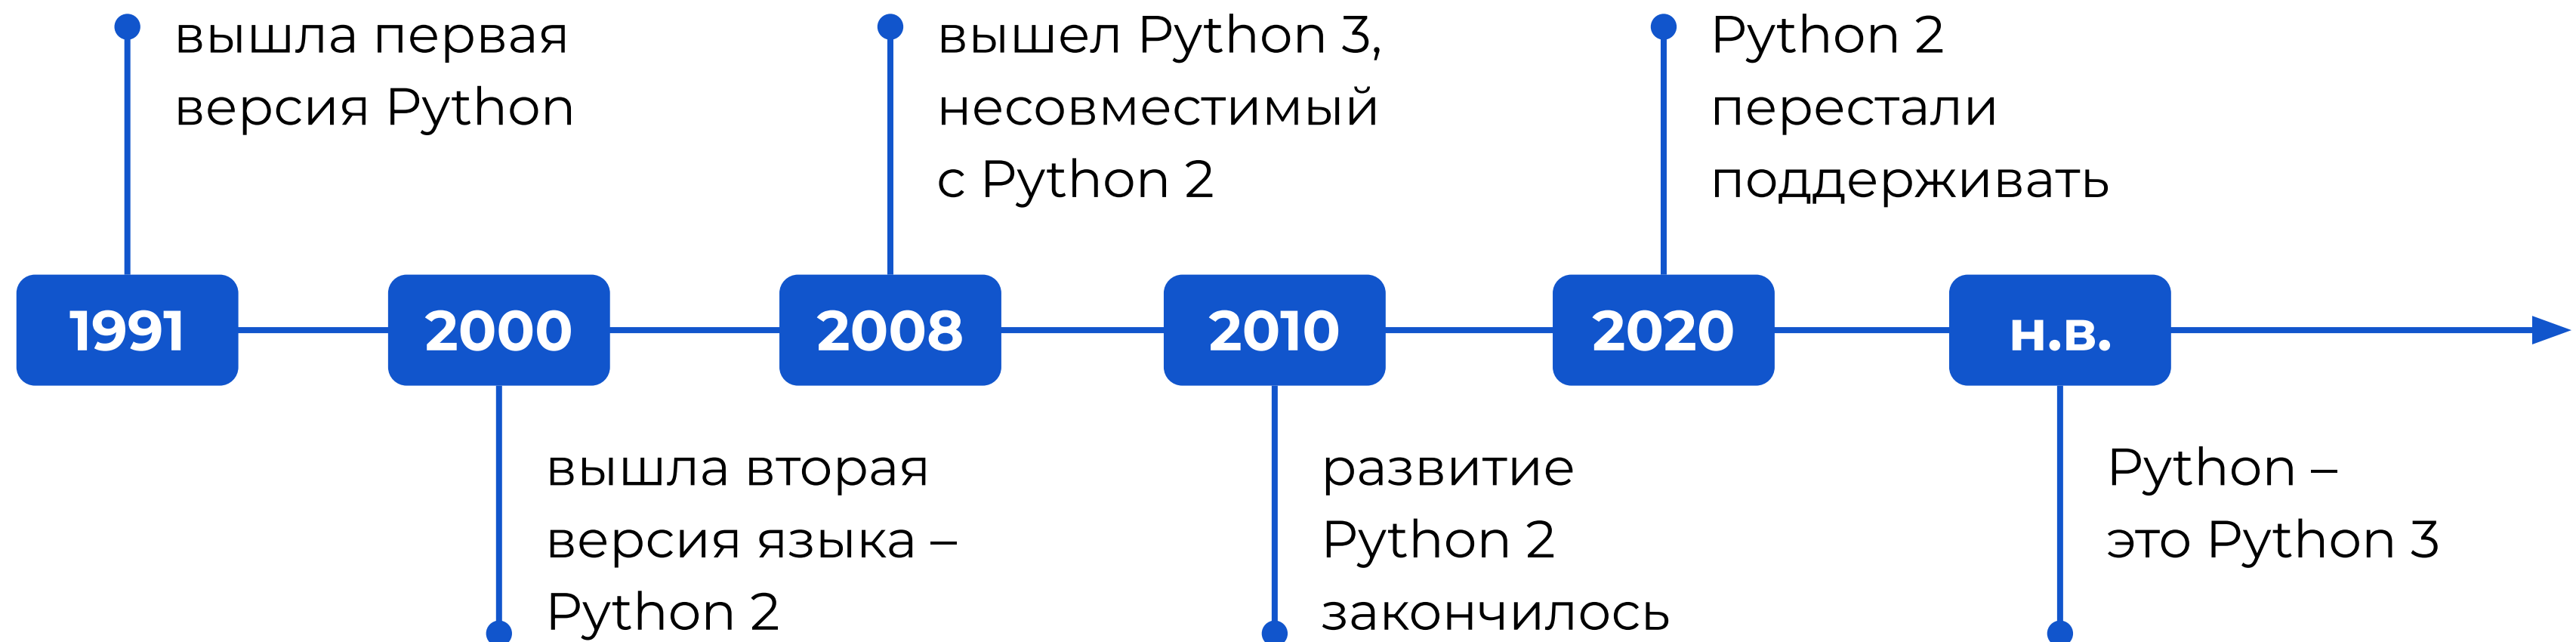 вышла первая
версия Python
вышел Python 3,
несовместимый
с Python 2
Python 2
перестали
поддерживать
1991
2000
2008
2010
2020
н.в.
вышла вторая
версия языка –
Python 2
развитие
Python 2
закончилось
Python –
это Python 3